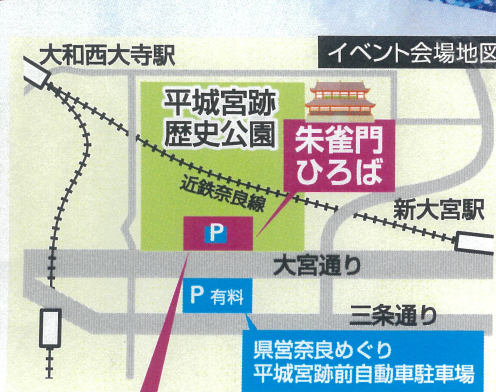 イベント会場地図
大和西大寺駅
平城宮跡
歴史公園
朱雀門
ひろば
近鉄奈良線
新大宮駅
P
大宮通り
P 有料
三条通り
県営奈良めぐり
平城宮跡前自動車駐車場